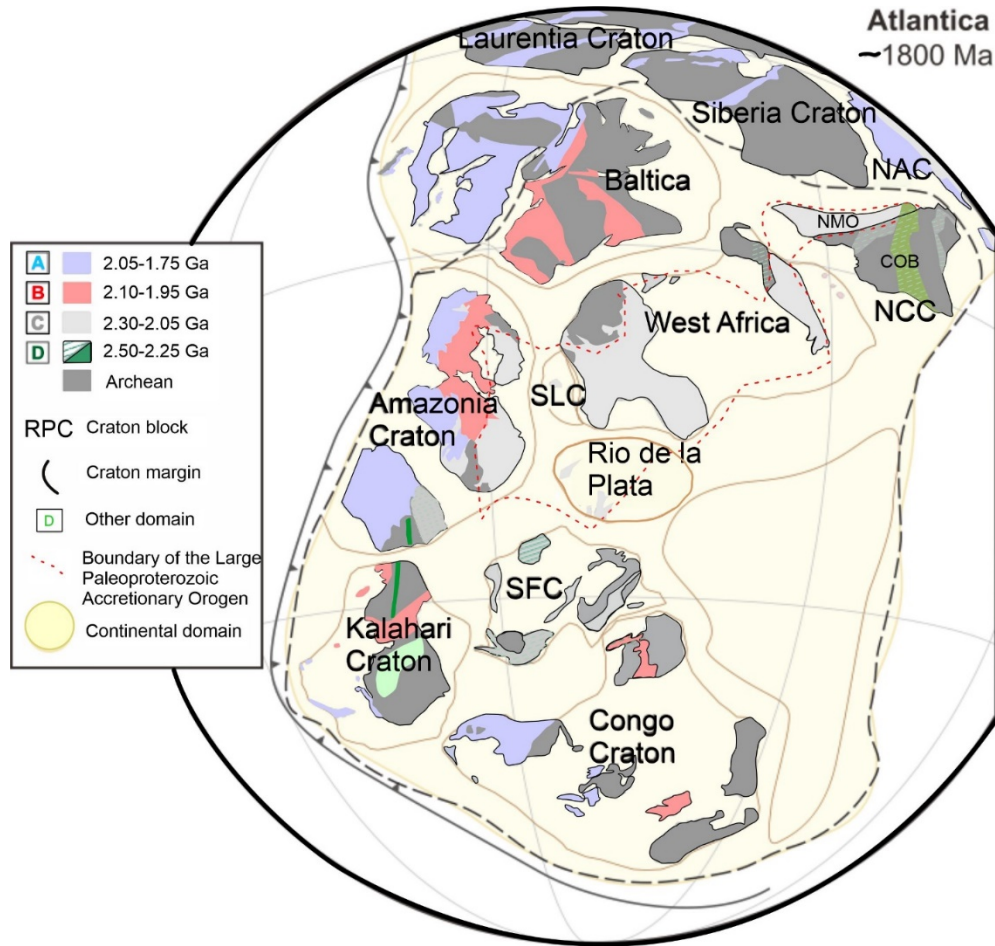 Atlantica
~1800 Ma
Laurentia Craton
Siberia Craton
Baltica
NAC
NMO
COB
NCC
West Africa
SLC
Amazonia
Craton
Rio de la
Plata
SFC
Kalahari
Craton
Congo
Craton
A 2.05-1.75 Ga
B 2.10-1.95 Ga
C 2.30-2.05 Ga
D 2.50-2.25 Ga
Archean
RPC Craton block
Craton margin
D Other domain
Boundary of the Large
Paleoproterozoic
Accretionary Orogen
Continental domain